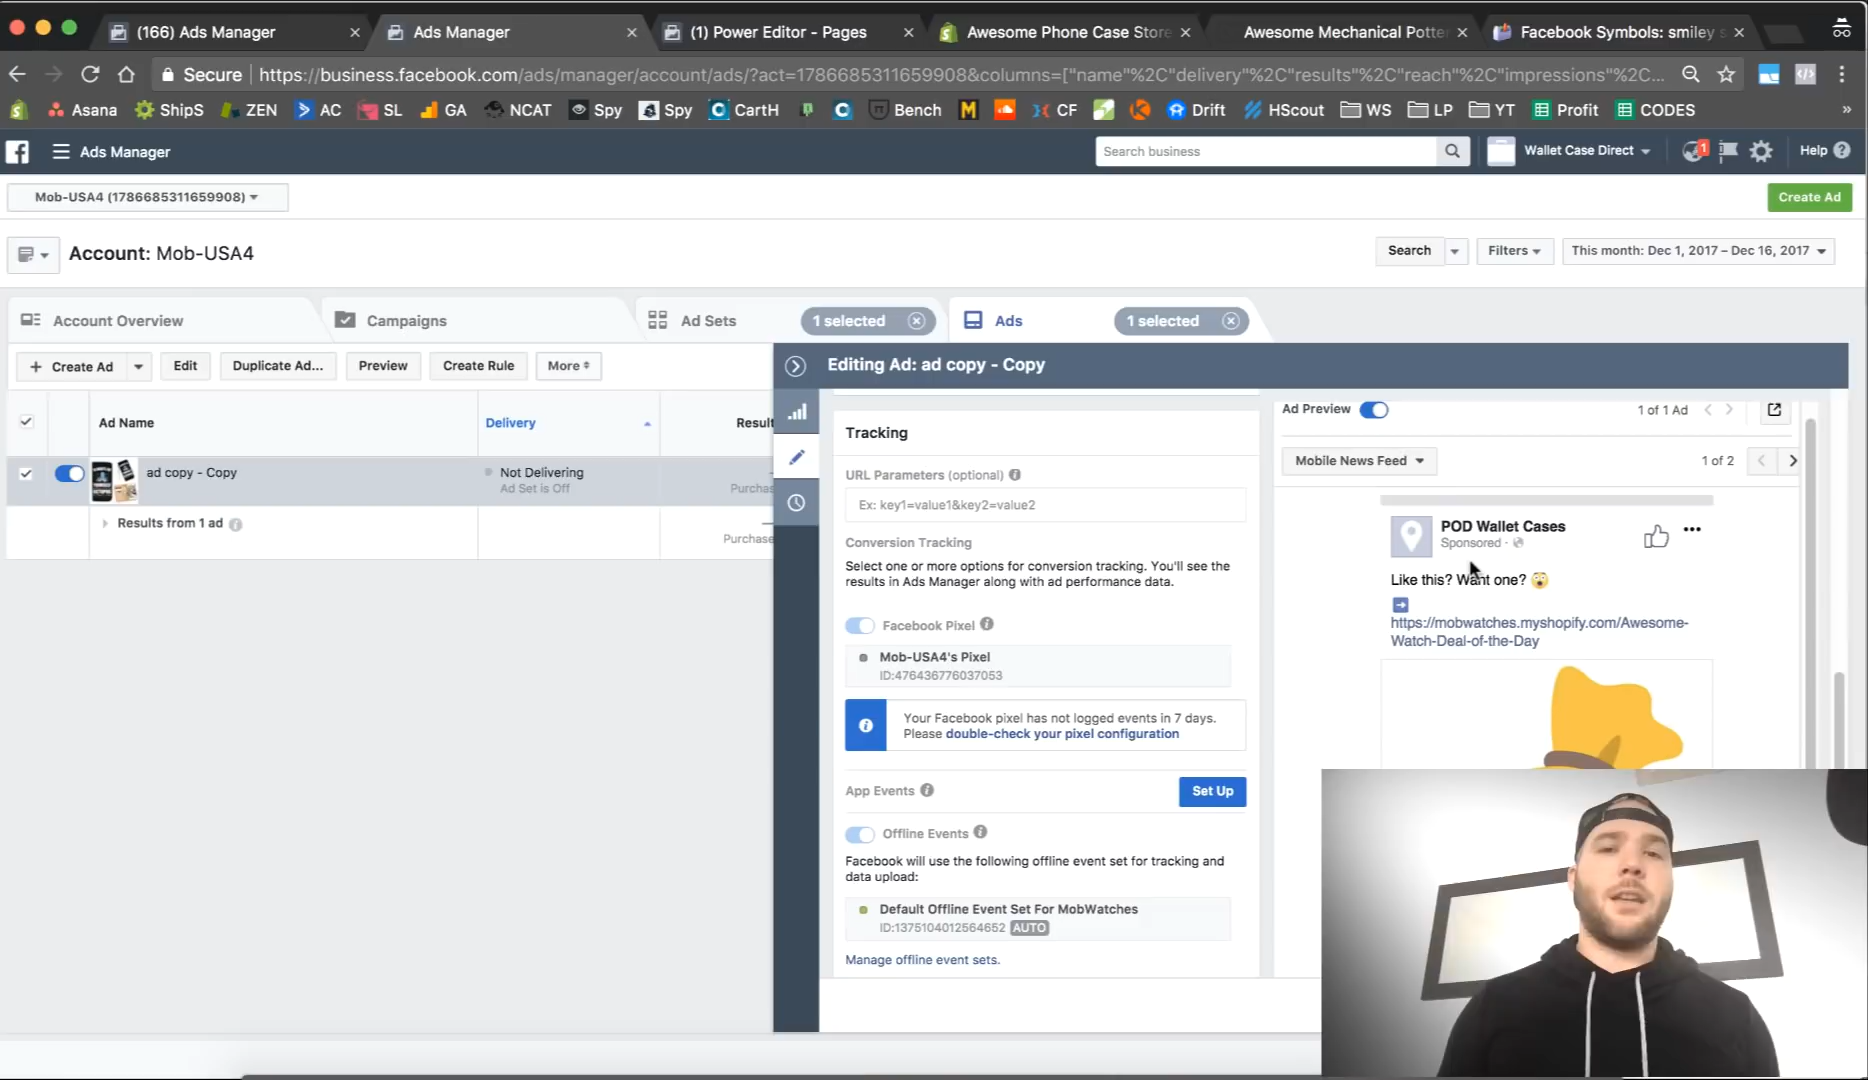 (166) Ads Manager
Ads Manager
(1) Power Editor - Pages
Awesome Phone Case Store
Awesome Mechanical Potte
Facebook Symbols: smiley s
Secure
https://business.facebook.com/ads/manager/account/ads/?act=1786685311659908&columns=["name"%2C"delivery"%2C"results"%2C"reach"%2C"impressions"%2C...
Asana ShipS ZEN AC SL GA NCAT Spy Spy CartH C Bench M CF K Drift HScout WS LP YT Profit CODES »
Ads Manager
Search business
Wallet Case Direct
1
Help
Mob-USA4 (1786685311659908)
Create Ad
Account: Mob-USA4
Search
Filters
This month: Dec 1, 2017 – Dec 16, 2017
Account Overview
Campaigns
Ad Sets
1 selected
Ads
1 selected
+ Create Ad
Edit
Duplicate Ad...
Preview
Create Rule
More
Editing Ad: ad copy - Copy
Ad Name
Delivery
Result
ad copy - Copy
Not Delivering
Ad Set is Off
Purchas
Results from 1 ad
Purchase
Tracking
URL Parameters (optional)
Ex: key1=value1&key2=value2
Conversion Tracking
Select one or more options for conversion tracking. You'll see the
results in Ads Manager along with ad performance data.
Facebook Pixel
Mob-USA4's Pixel
ID:476436776037053
Your Facebook pixel has not logged events in 7 days.
Please double-check your pixel configuration
App Events
Set Up
Offline Events
Facebook will use the following offline event set for tracking and
data upload:
Default Offline Event Set For MobWatches
ID:1375104012564652 AUTO
Manage offline event sets.
Ad Preview
1 of 1 Ad
Mobile News Feed
1 of 2
POD Wallet Cases
Sponsored ·
Like this? Want one? 😲
➡
https://mobwatches.myshopify.com/Awesome-
Watch-Deal-of-the-Day